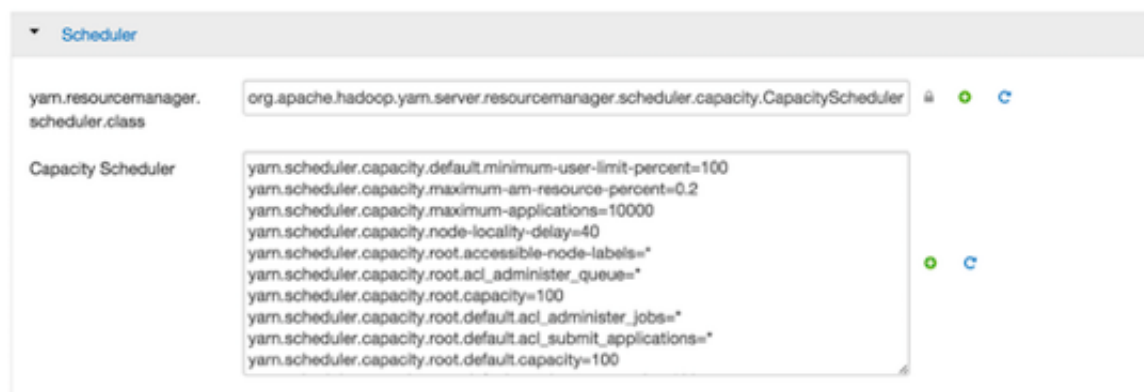 Scheduler
yarn.resourcemanager.
scheduler.class
org.apache.hadoop.yarn.server.resourcemanager.scheduler.capacity.CapacityScheduler
Capacity Scheduler
yarn.scheduler.capacity.default.minimum-user-limit-percent=100
yarn.scheduler.capacity.maximum-am-resource-percent=0.2
yarn.scheduler.capacity.maximum-applications=10000
yarn.scheduler.capacity.node-locality-delay=40
yarn.scheduler.capacity.root.accessible-node-labels=*
yarn.scheduler.capacity.root.acl_administer_queue=*
yarn.scheduler.capacity.root.capacity=100
yarn.scheduler.capacity.root.default.acl_administer_jobs=*
yarn.scheduler.capacity.root.default.acl_submit_applications=*
yarn.scheduler.capacity.root.default.capacity=100